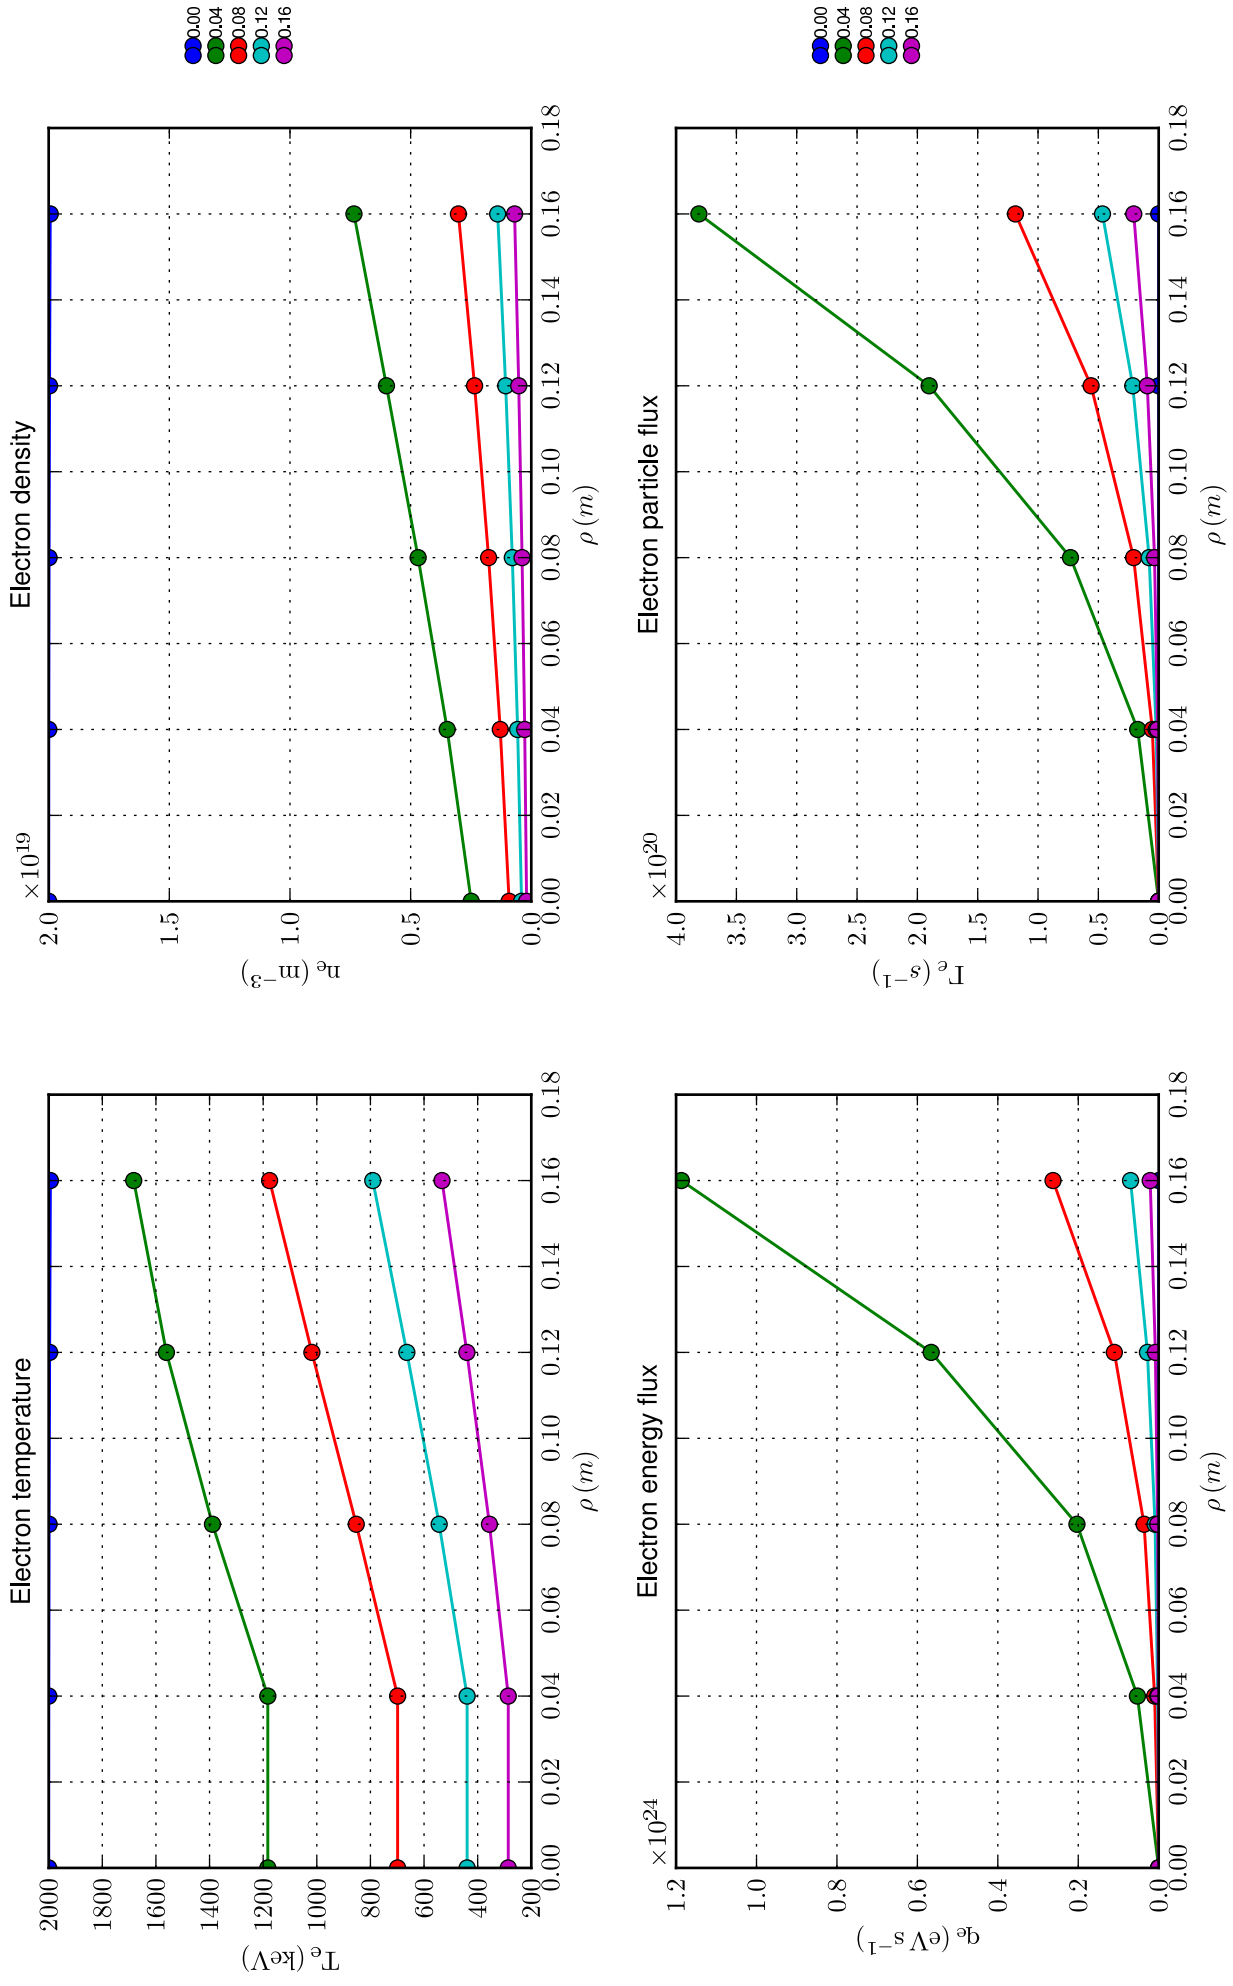 Electron temperature
T_e (keV)
2000
1800
1600
1400
1200
1000
800
600
400
200
0.00 0.02 0.04 0.06 0.08 0.10 0.12 0.14 0.16 0.18
ρ (m)
Electron density
×10^19
n_e (m^−3)
2.0
1.5
1.0
0.5
0.0
0.00 0.02 0.04 0.06 0.08 0.10 0.12 0.14 0.16 0.18
ρ (m)
0.00
0.04
0.08
0.12
0.16
Electron energy flux
×10^24
q_e (eV s^−1)
1.2
1.0
0.8
0.6
0.4
0.2
0.0
0.00 0.02 0.04 0.06 0.08 0.10 0.12 0.14 0.16 0.18
ρ (m)
Electron particle flux
×10^20
Γ_e (s^−1)
4.0
3.5
3.0
2.5
2.0
1.5
1.0
0.5
0.0
0.00 0.02 0.04 0.06 0.08 0.10 0.12 0.14 0.16 0.18
ρ (m)
0.00
0.04
0.08
0.12
0.16